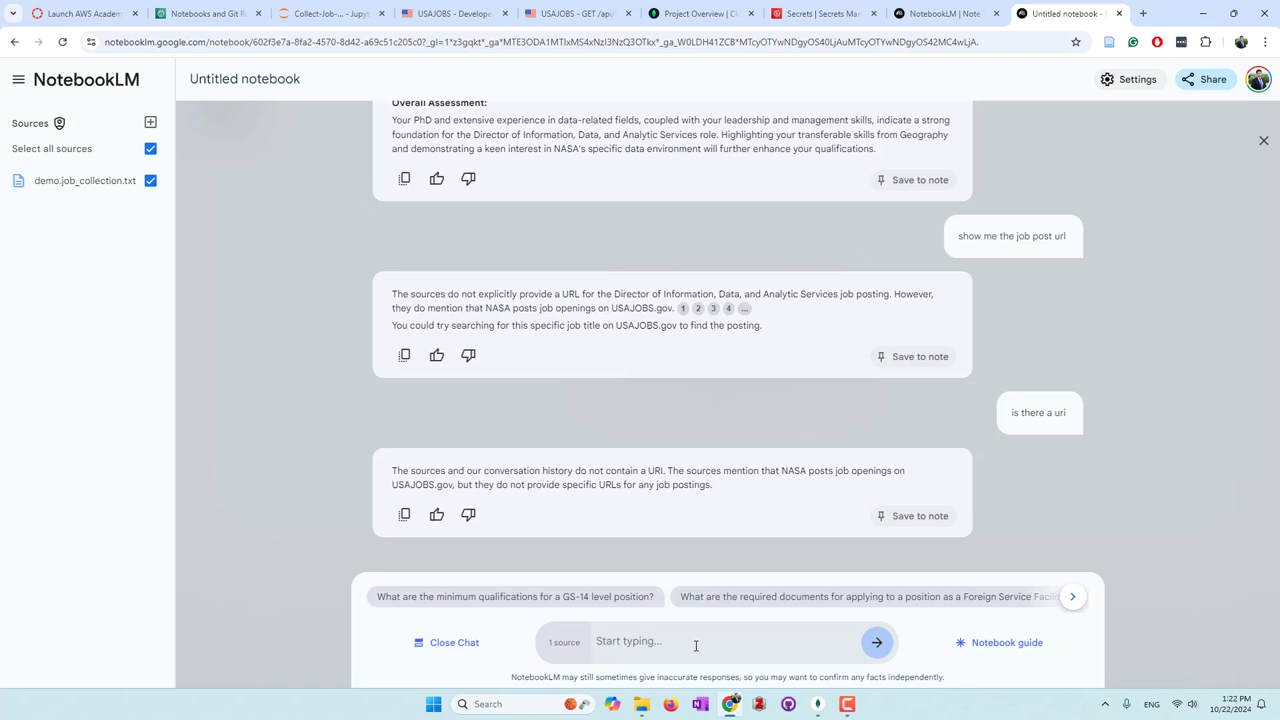 Launch AWS Academ
Notebooks and Git R
Collections - Jupyt
USAJOBS - Develope
USAJOBS - GET /api/
Project Overview | Cl
Secrets | Secrets Man
NotebookLM | Note
Untitled notebook -
notebooklm.google.com/notebook/602f3e7a-8fa2-4570-8d42-a69c51c205c0?_gl=1*z3gqkt*_ga*MTE3ODA1MTIxMS4xNzI3NzQ3OTkx*_ga_W0LDH41ZCB*MTcyOTYwNDgyOS40LjAuMTcyOTYwNDgyOS42MC4wLjA.
NotebookLM
Untitled notebook
Settings
Share
Sources
Select all sources
demo.job_collection.txt
Overall Assessment:
Your PhD and extensive experience in data-related fields, coupled with your leadership and management skills, indicate a strong
foundation for the Director of Information, Data, and Analytic Services role. Highlighting your transferable skills from Geography
and demonstrating a keen interest in NASA's specific data environment will further enhance your qualifications.
Save to note
show me the job post url
The sources do not explicitly provide a URL for the Director of Information, Data, and Analytic Services job posting. However,
they do mention that NASA posts job openings on USAJOBS.gov. 1 2 3 4 ...
You could try searching for this specific job title on USAJOBS.gov to find the posting.
Save to note
is there a uri
The sources and our conversation history do not contain a URI. The sources mention that NASA posts job openings on
USAJOBS.gov, but they do not provide specific URLs for any job postings.
Save to note
What are the minimum qualifications for a GS-14 level position?
What are the required documents for applying to a position as a Foreign Service Facili
Close Chat
1 source
Start typing...
Notebook guide
NotebookLM may still sometimes give inaccurate responses, so you may want to confirm any facts independently.
Search
ENG
1:22 PM
10/22/2024